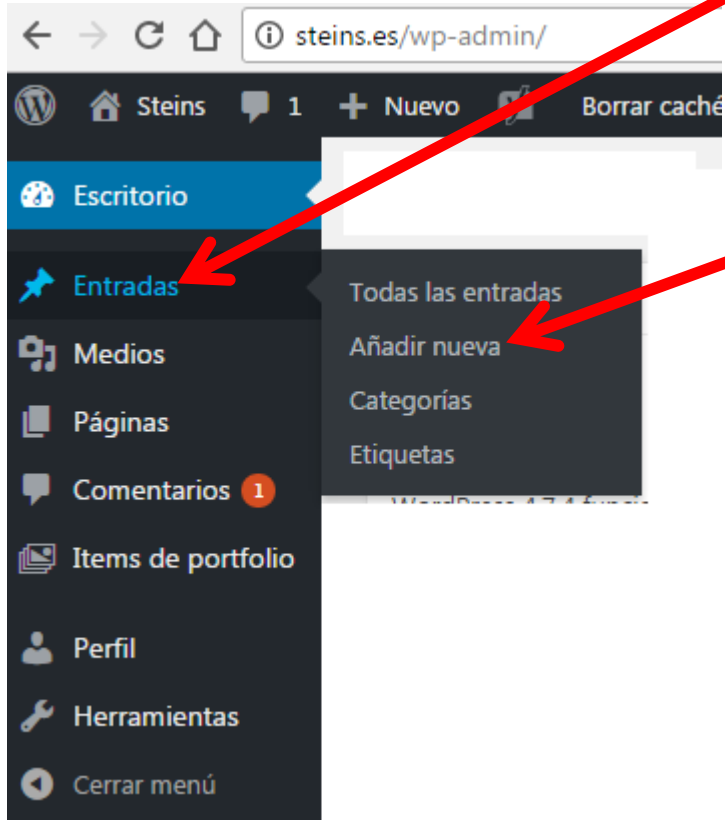 steins.es/wp-admin/
Steins 1 Nuevo Borrar caché
Escritorio
Entradas
Todas las entradas
Añadir nueva
Categorías
Etiquetas
Medios
Páginas
Comentarios 1
Items de portfolio
Perfil
Herramientas
Cerrar menú